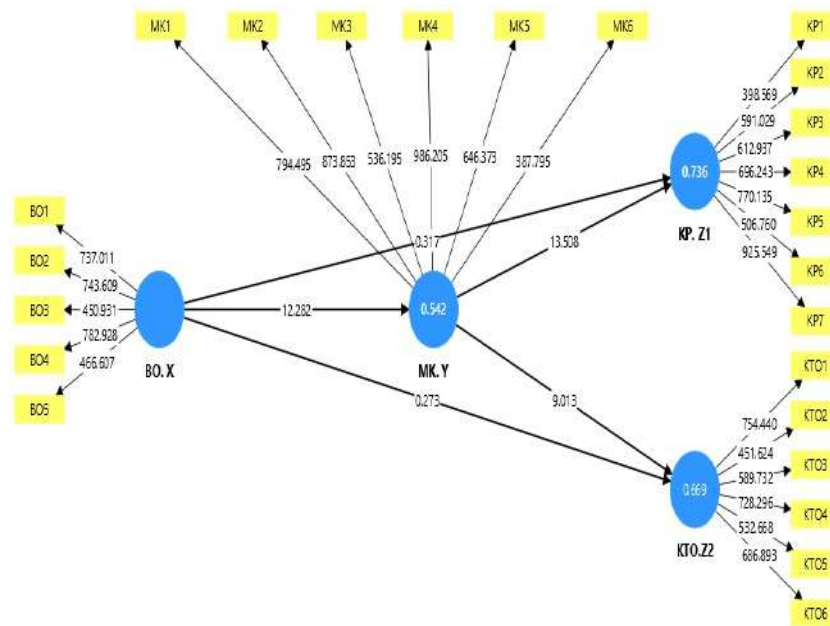 MK1 MK2 MK3 MK4 MK5 MK6
KP1
KP2
KP3
KP4
KP5
KP6
KP7
398.569
591.029
612.937
696.243
770.135
506.760
925.549
794.495 873.853 536.195 986.205 646.373 387.795
0.736
KP. Z1
BO1
BO2
BO3
BO4
BO5
737.011
743.609
450.931
782.928
466.607
BO. X
0.317
13.508
12.282
0.542
MK. Y
0.273
9.013
KTO1
KTO2
KTO3
KTO4
KTO5
KTO6
754.440
451.624
589.732
728.296
532.668
686.893
0.669
KTO.Z2